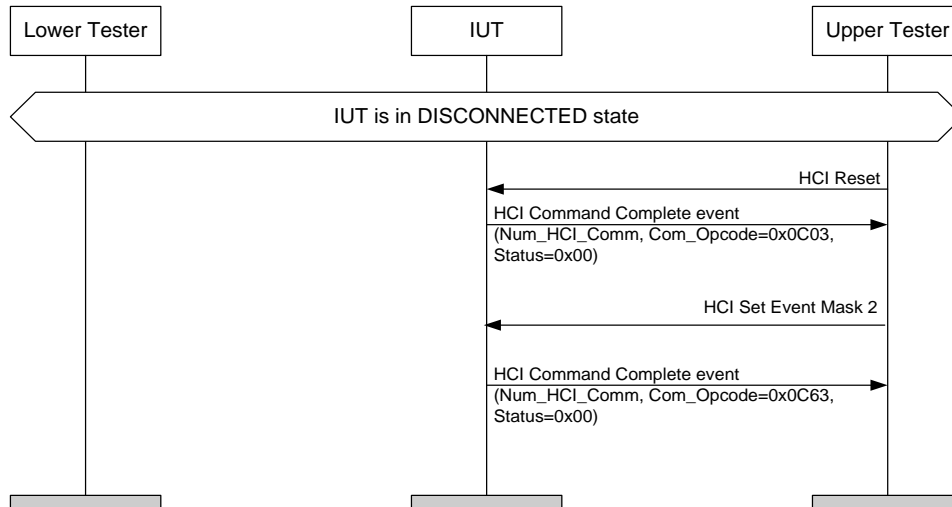 Lower Tester
IUT
Upper Tester
IUT is in DISCONNECTED state
HCI Reset
HCI Command Complete event
(Num_HCI_Comm, Com_Opcode=0x0C03,
Status=0x00)
HCI Set Event Mask 2
HCI Command Complete event
(Num_HCI_Comm, Com_Opcode=0x0C63,
Status=0x00)